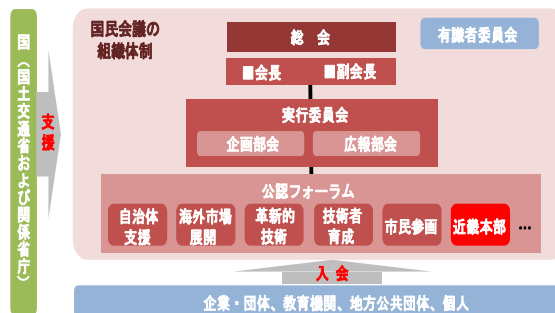 国（国土交通省および関係省庁）
支援
国民会議の
組織体制
総　会
■会長　■副会長
有識者委員会
実行委員会
企画部会　広報部会
公認フォーラム
自治体
支援
海外市場
展開
革新的
技術
技術者
育成
市民参画
近畿本部
…
入 会
企業・団体、教育機関、地方公共団体、個人